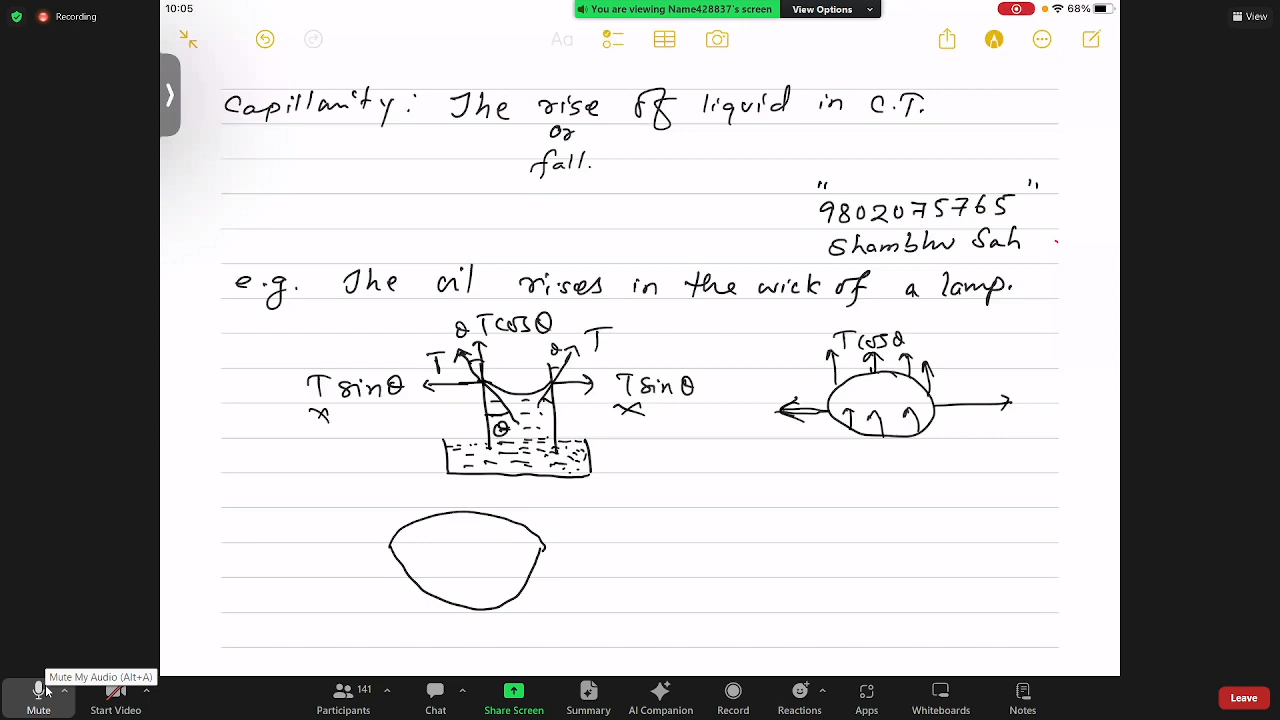 10:05
You are viewing Name428837's screen
View Options
68%
Recording
View
Aa
Capillarity: The rise of liquid in C.T.
or
fall.
" "
9802075765
Shambhu Sah
e.g. The oil rises in the wick of a lamp.
θ T cosθ θ T
T
T sinθ T sinθ
T cosθ
θ
Mute My Audio (Alt+A)
141
Mute
Start Video
Participants
Chat
Share Screen
Summary
AI Companion
Record
Reactions
Apps
Whiteboards
Notes
Leave